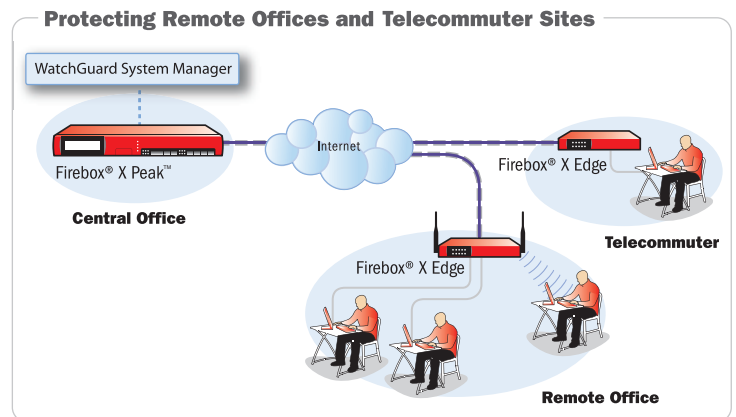 Protecting Remote Offices and Telecommuter Sites
WatchGuard System Manager
Internet
Firebox® X Peak™
Central Office
Firebox® X Edge
Telecommuter
Firebox® X Edge
Remote Office